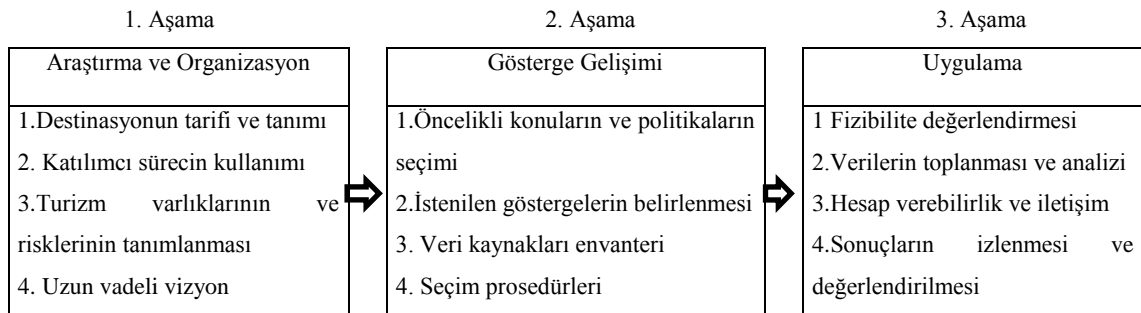 1. Aşama
2. Aşama
3. Aşama
Araştırma ve Organizasyon
1.Destinasyonun tarifi ve tanımı
2. Katılımcı sürecin kullanımı
3.Turizm varlıklarının ve
risklerinin tanımlanması
4. Uzun vadeli vizyon
Gösterge Gelişimi
1.Öncelikli konuların ve politikaların
seçimi
2.İstenilen göstergelerin belirlenmesi
3. Veri kaynakları envanteri
4. Seçim prosedürleri
Uygulama
1 Fizibilite değerlendirmesi
2.Verilerin toplanması ve analizi
3.Hesap verebilirlik ve iletişim
4.Sonuçların izlenmesi ve
değerlendirilmesi